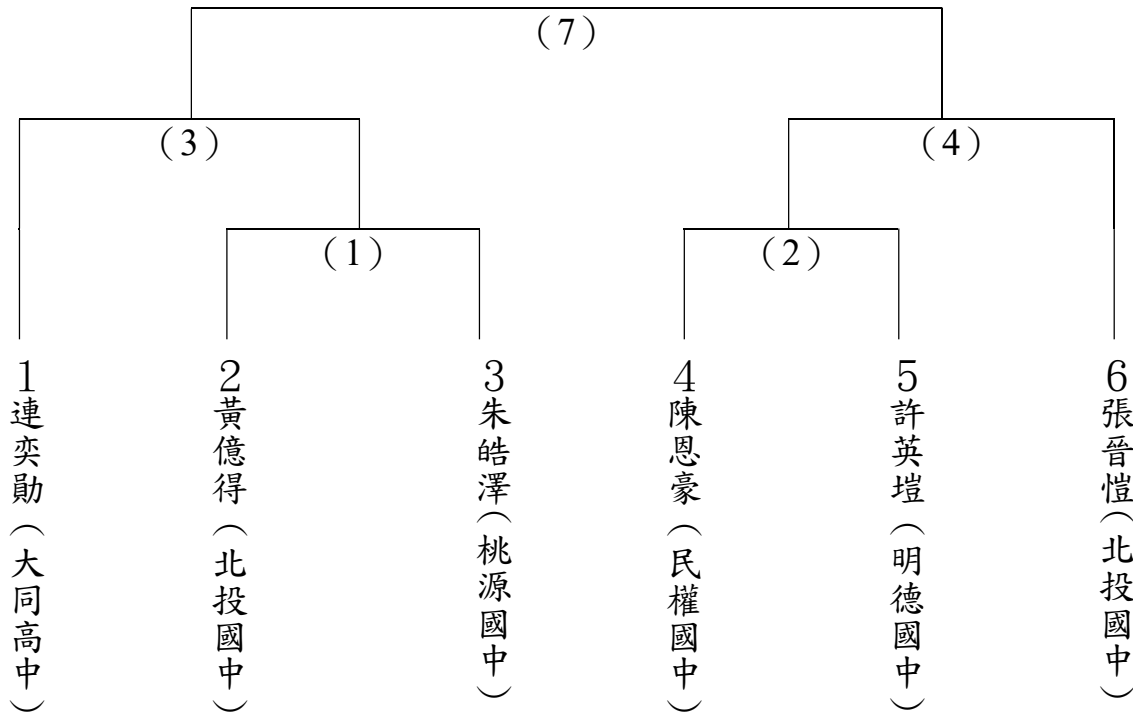 (7)
(3)
(4)
(1)
(2)
1連奕勛(大同高中)
2黃億得(北投國中)
3朱皓澤(桃源國中)
4陳恩豪(民權國中)
5許英塏(明德國中)
6張晉愷(北投國中)